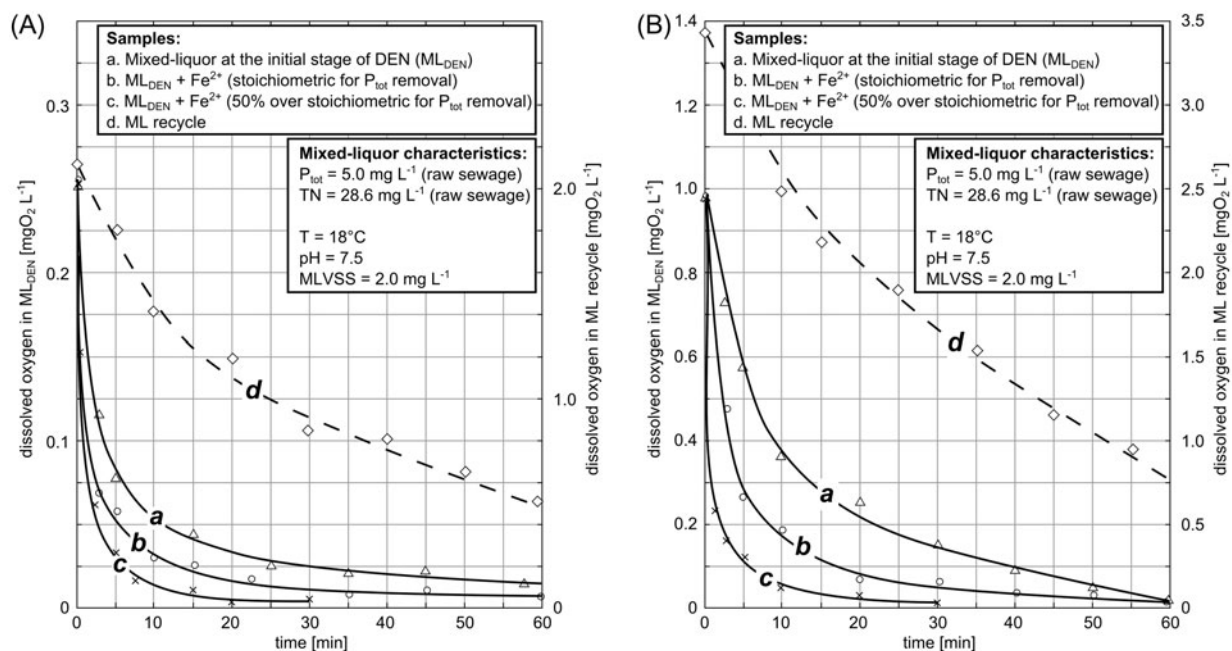 (A)
Samples:
a. Mixed-liquor at the initial stage of DEN (ML_DEN)
b. ML_DEN + Fe²⁺ (stoichiometric for P_tot removal)
c. ML_DEN + Fe²⁺ (50% over stoichiometric for P_tot removal)
d. ML recycle
Mixed-liquor characteristics:
P_tot = 5.0 mg L⁻¹ (raw sewage)
TN = 28.6 mg L⁻¹ (raw sewage)
T = 18°C
pH = 7.5
MLVSS = 2.0 mg L⁻¹
dissolved oxygen in ML_DEN [mgO₂ L⁻¹]
0.3
0.2
0.1
0
dissolved oxygen in ML recycle [mgO₂ L⁻¹]
2.0
1.0
0
d
a
b
c
0 10 20 30 40 50 60
time [min]
(B)
Samples:
a. Mixed-liquor at the initial stage of DEN (ML_DEN)
b. ML_DEN + Fe²⁺ (stoichiometric for P_tot removal)
c. ML_DEN + Fe²⁺ (50% over stoichiometric for P_tot removal)
d. ML recycle
Mixed-liquor characteristics:
P_tot = 5.0 mg L⁻¹ (raw sewage)
TN = 28.6 mg L⁻¹ (raw sewage)
T = 18°C
pH = 7.5
MLVSS = 2.0 mg L⁻¹
dissolved oxygen in ML_DEN [mgO₂ L⁻¹]
1.4
1.2
1.0
0.8
0.6
0.4
0.2
0
dissolved oxygen in ML recycle [mgO₂ L⁻¹]
3.5
3.0
2.5
2.0
1.5
1.0
0.5
0
d
a
b
c
0 10 20 30 40 50 60
time [min]